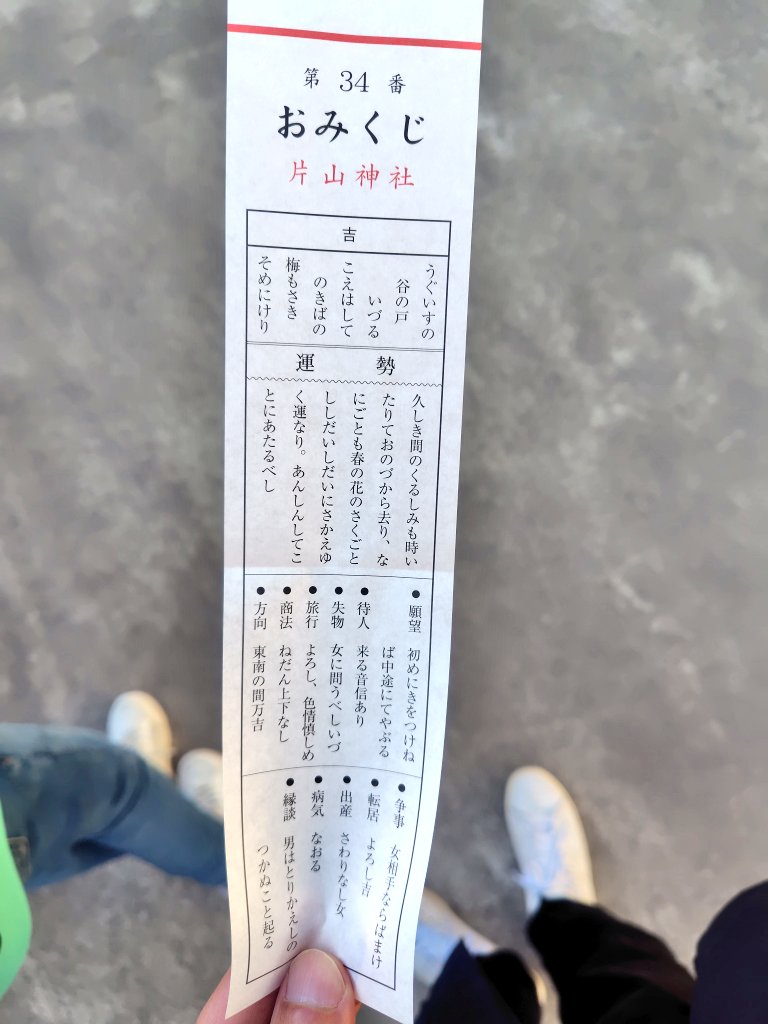 第 34 番
おみくじ
片山神社
吉
うぐいすの
谷の戸
いづる
こえはして
のきばの
梅もさき
そめにけり
運勢
久しき間のくるしみも時い
たりておのづから去り、な
にごとも春の花のさくごと
ししだいしだいにさかえゆ
く運なり。あんしんしてこ
とにあたるべし
●願望 初めにきをつけね
ば中途にてやぶる
●待人 来る音信あり
●失物 女に問うべしいづ
●旅行 よろし、色情慎しめ
●商法 ねだん上下なし
●方向 東南の間万吉
●争事 女相手ならばまけ
●転居 よろし吉
●出産 さわりなし女
●病気 なおる
●縁談 男はとりかえしの
つかぬこと起る